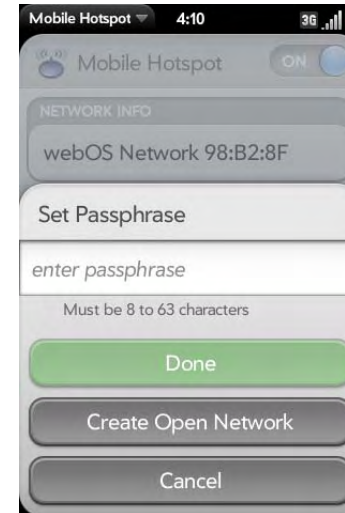 Mobile Hotspot 4:10 3G
Mobile Hotspot ON
NETWORK INFO
webOS Network 98:B2:8F
Set Passphrase
enter passphrase
Must be 8 to 63 characters
Done
Create Open Network
Cancel